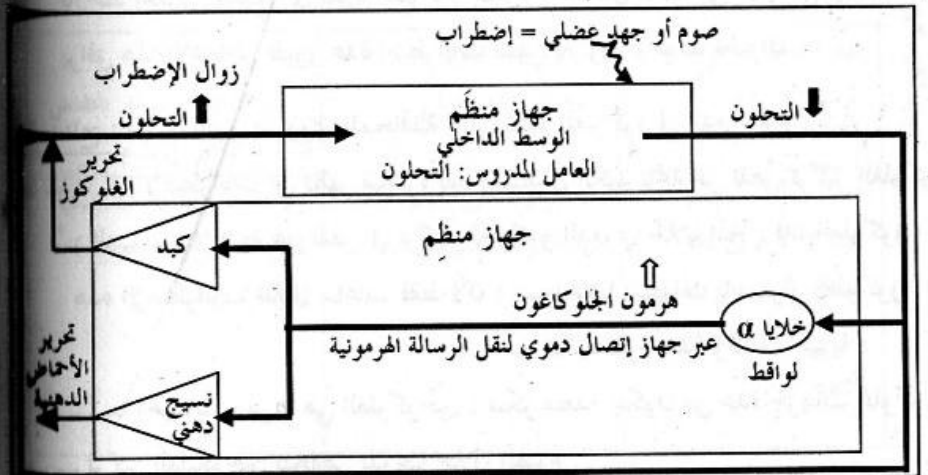 صوم أو جهد عضلي = إضطراب
زوال الإضطراب
التحلون
جهاز منظَم
الوسط الداخلي
العامل المدروس: التحلون
التحلون
تحرير
الغلوكوز
كبد
جهاز منظِم
هرمون الجلوكاغون
خلايا α
لواقط
عبر جهاز إتصال دموي لنقل الرسالة الهرمونية
تحرير
الأحماض
الدهنية
نسيج
دهني